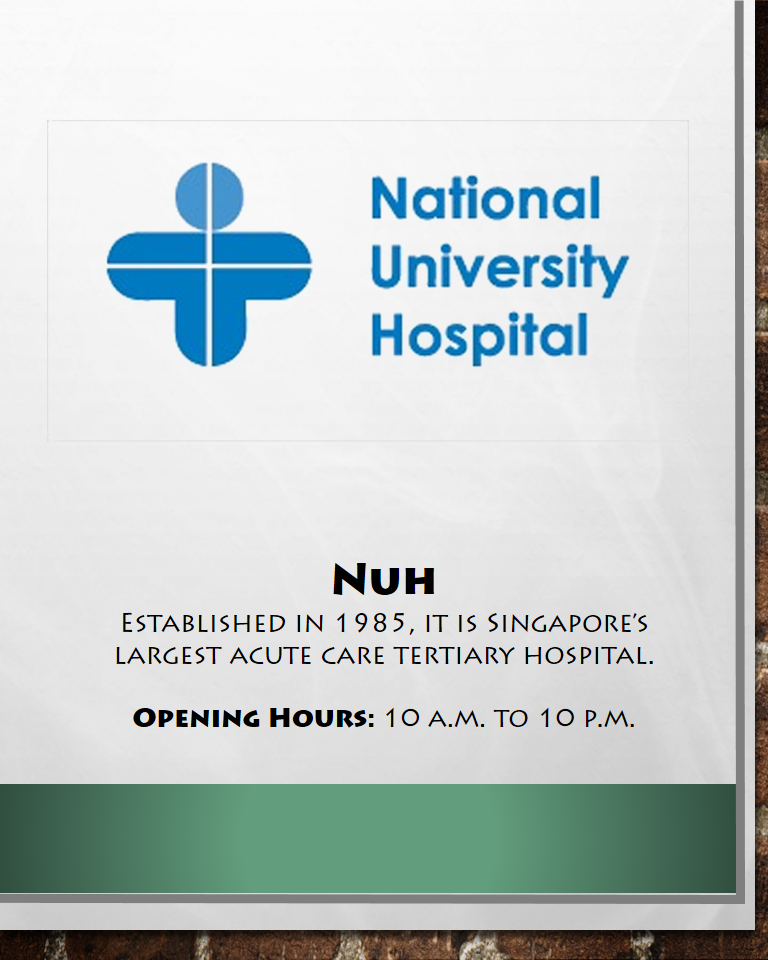 National
University
Hospital
NUH
ESTABLISHED IN 1985, IT IS SINGAPORE'S
LARGEST ACUTE CARE TERTIARY HOSPITAL.
OPENING HOURS: 10 A.M. TO 10 P.M.